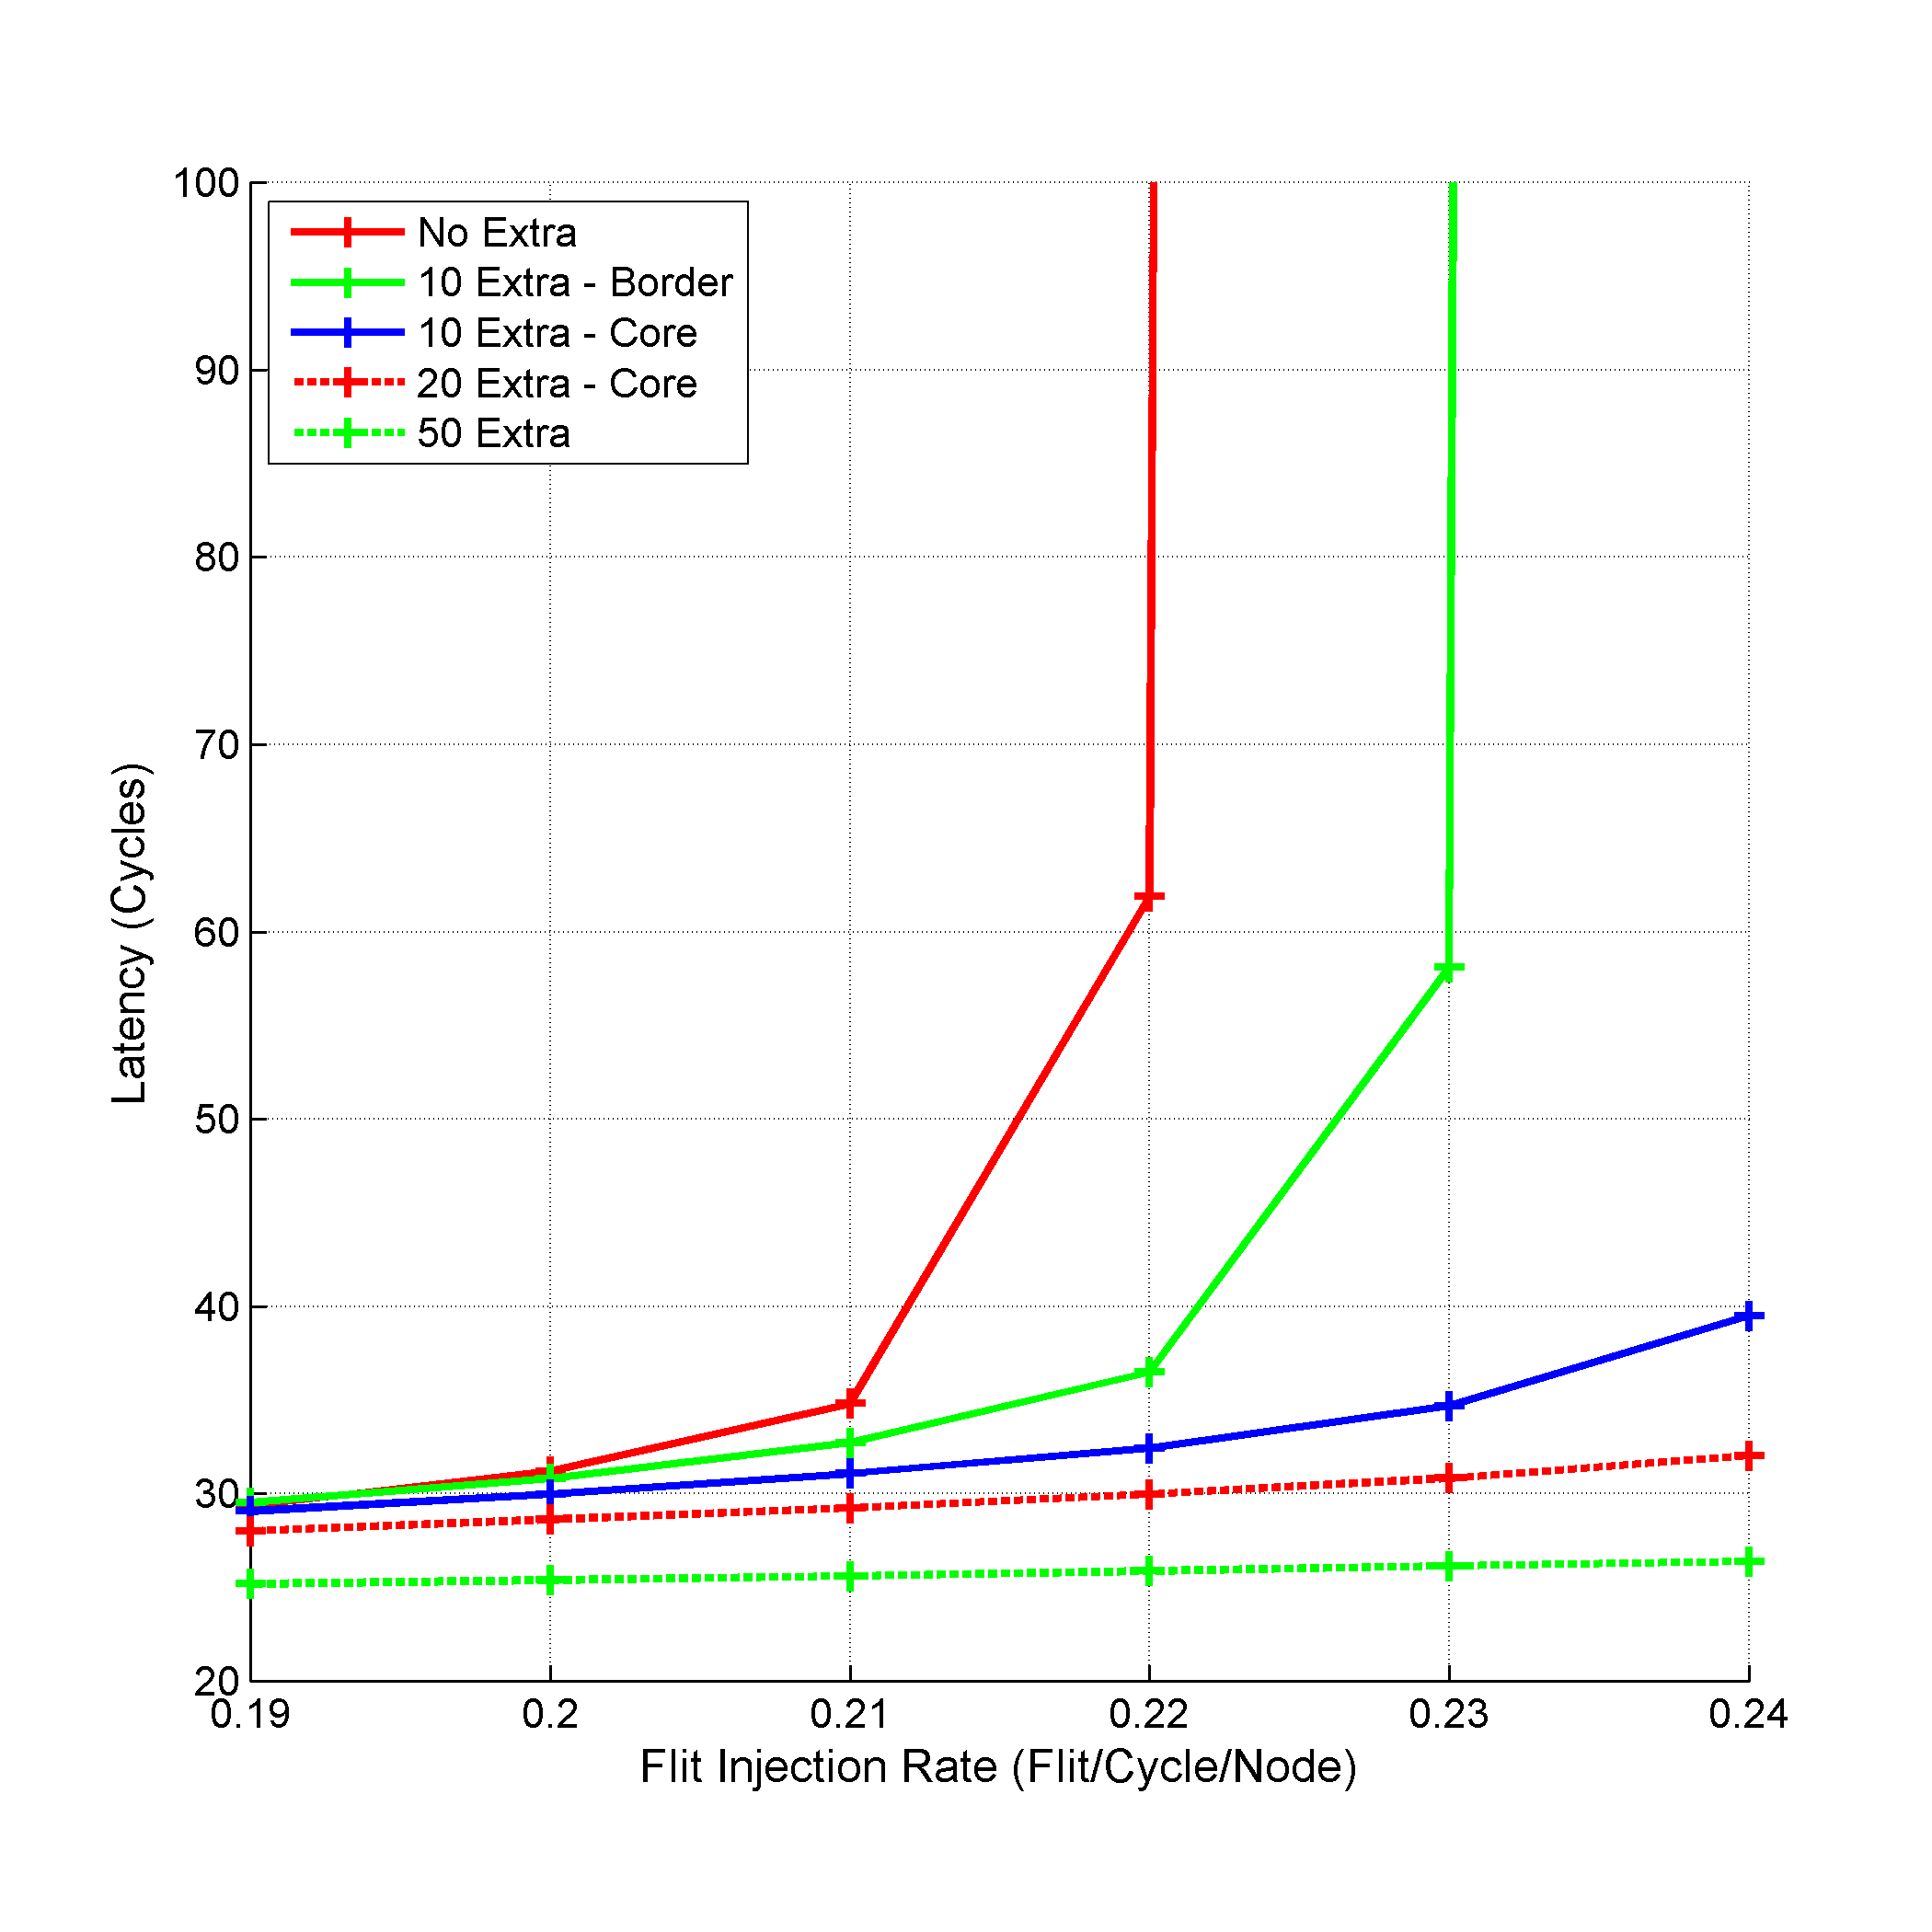 100
90
80
70
60
50
40
30
20
No Extra
10 Extra - Border
10 Extra - Core
20 Extra - Core
50 Extra
Latency (Cycles)
0.19 0.2 0.21 0.22 0.23 0.24
Flit Injection Rate (Flit/Cycle/Node)